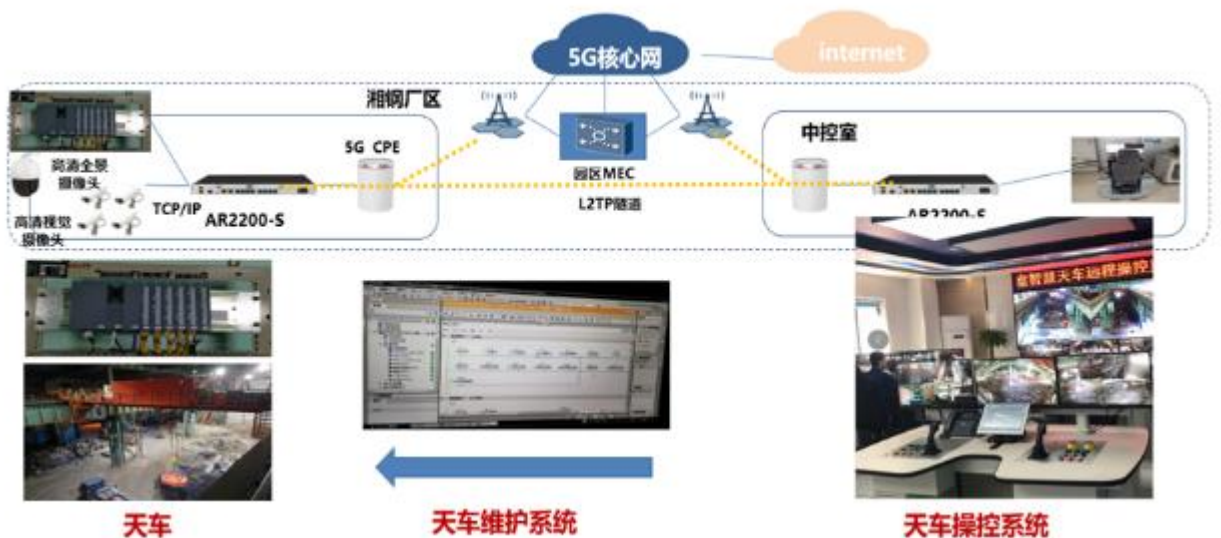 5G核心网
internet
湘钢厂区
中控室
5G CPE
高清全景
摄像头
园区MEC
TCP/IP
AR2200-S
L2TP隧道
AR2200-S
高清视觉
摄像头
智慧天车远程操控
天车
天车维护系统
天车操控系统